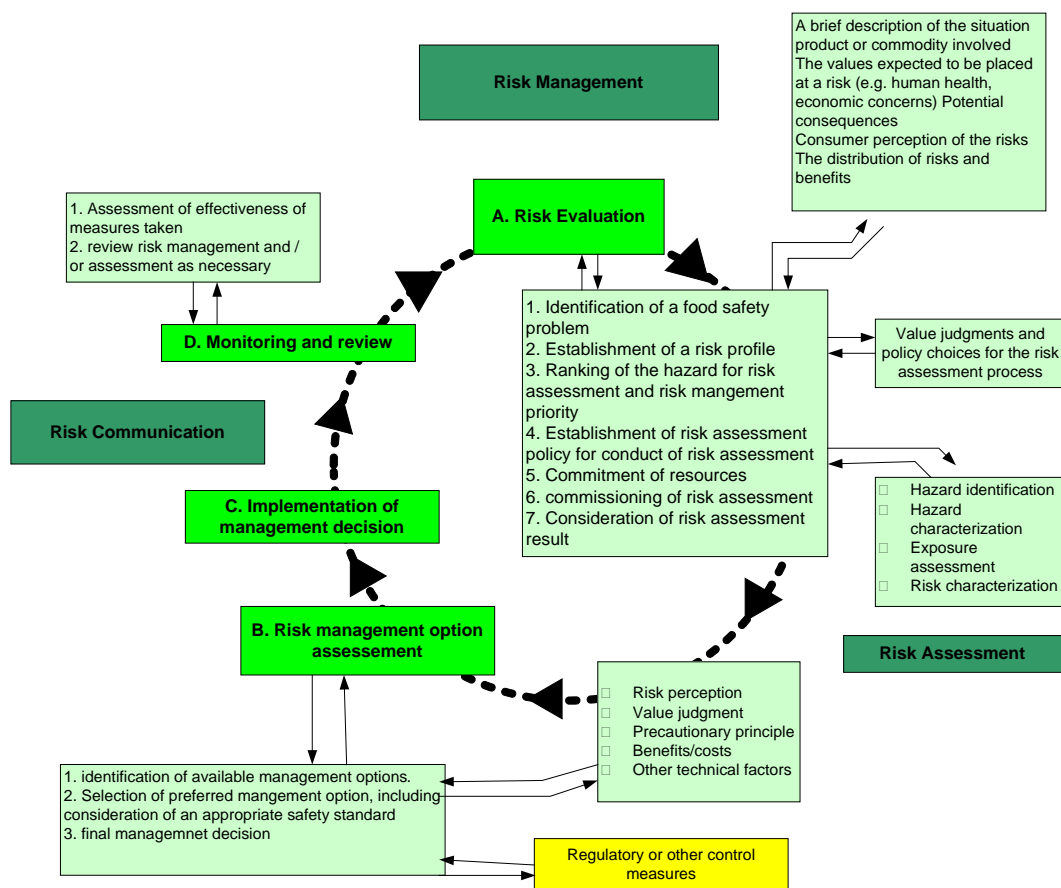 Risk Management
A brief description of the situation
product or commodity involved
The values expected to be placed
at a risk (e.g. human health,
economic concerns) Potential
consequences
Consumer perception of the risks
The distribution of risks and
benefits
A. Risk Evaluation
1. Assessment of effectiveness of
measures taken
2. review risk management and /
or assessment as necessary
1. Identification of a food safety
problem
2. Establishment of a risk profile
3. Ranking of the hazard for risk
assessment and risk mangement
priority
4. Establishment of risk assessment
policy for conduct of risk assessment
5. Commitment of resources
6. commissioning of risk assessment
7. Consideration of risk assessment
result
D. Monitoring and review
Value judgments and
policy choices for the risk
assessment process
Risk Communication
Hazard identification
Hazard
characterization
Exposure
assessment
Risk characterization
C. Implementation of
management decision
B. Risk management option
assessement
Risk Assessment
Risk perception
Value judgment
Precautionary principle
Benefits/costs
Other technical factors
1. identification of available management options.
2. Selection of preferred mangement option, including
consideration of an appropriate safety standard
3. final managemnet decision
Regulatory or other control
measures